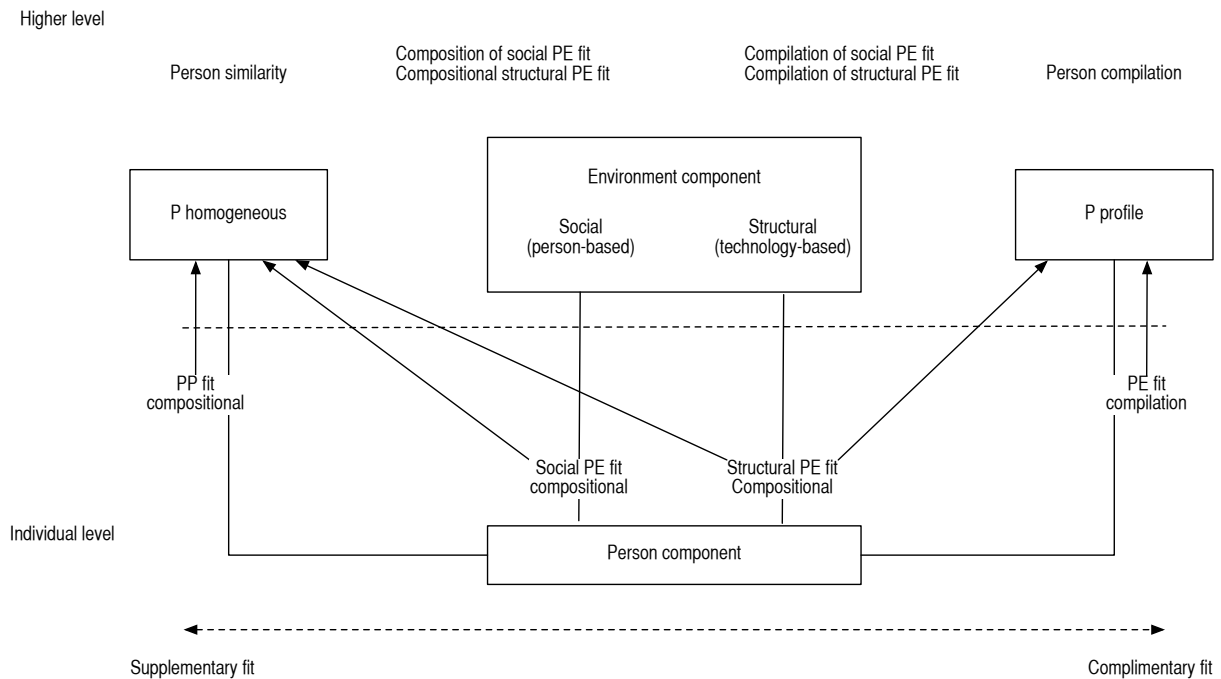 Higher level
Person similarity
Composition of social PE fit
Compositional structural PE fit
Compilation of social PE fit
Compilation of structural PE fit
Person compilation
P homogeneous
Environment component
Social
(person-based)
Structural
(technology-based)
P profile
PP fit
compositional
PE fit
compilation
Social PE fit
compositional
Structural PE fit
Compositional
Individual level
Person component
Supplementary fit
Complimentary fit